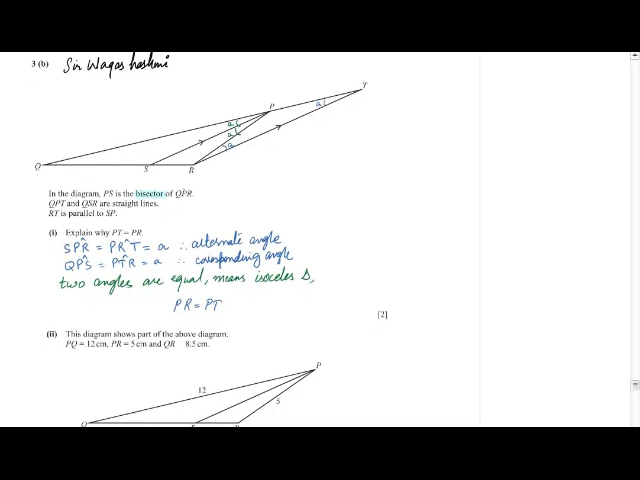 3 (b) Sir Waqas hashmi
T
P
a
a
a
a
Q
S
R
In the diagram, PS is the bisector of QP̂R.
QPT and QSR are straight lines.
RT is parallel to SP.
(i) Explain why PT = PR.
SP̂R = PR̂T = a ∴ alternate angle
QP̂S = PT̂R = a ∴ corosponding angle
two angles are equal, means isoceles Δ,
PR = PT
[2]
(ii) This diagram shows part of the above diagram.
PQ = 12 cm, PR = 5 cm and QR 8.5 cm.
P
12
5
Q